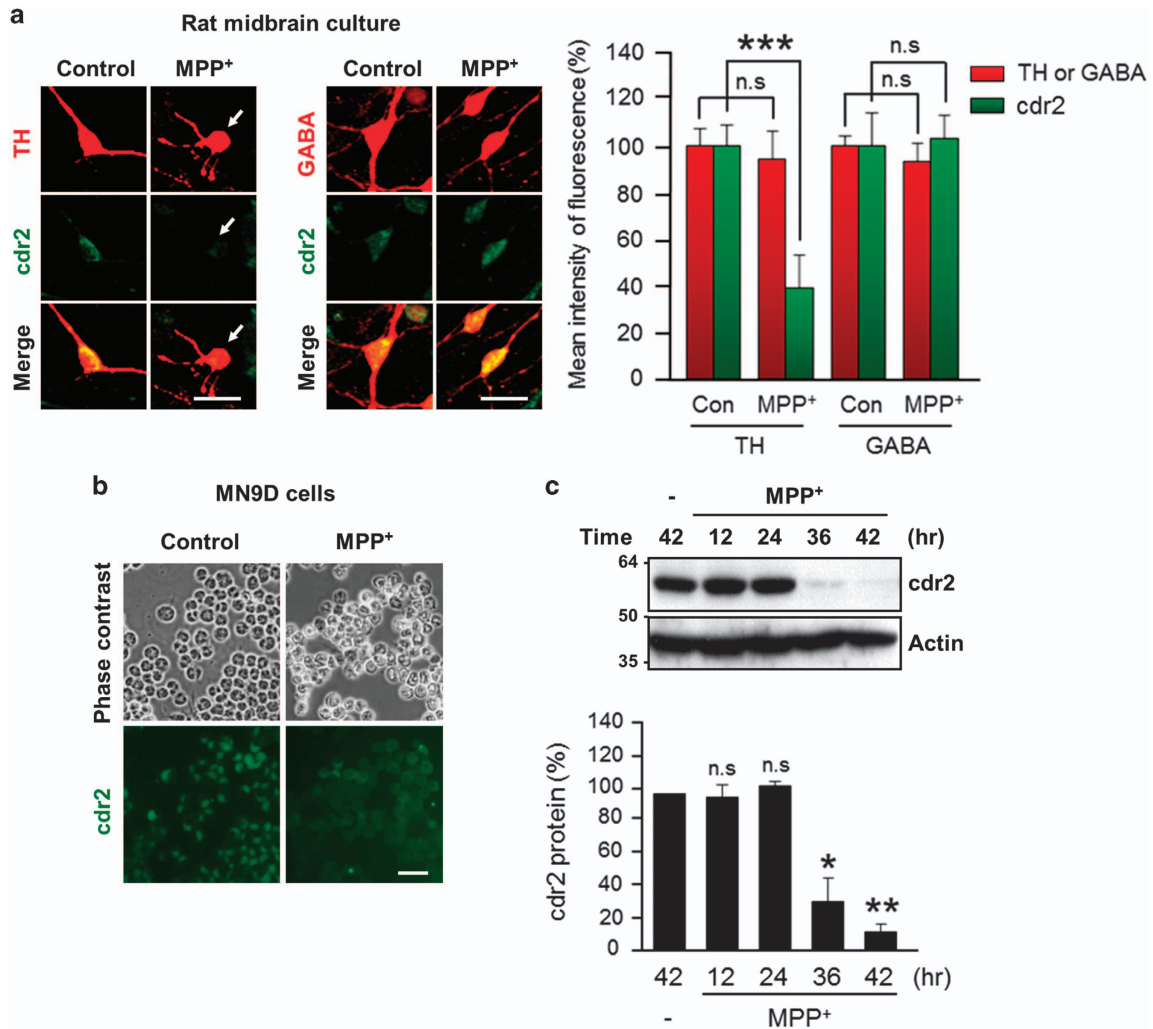 a
Rat midbrain culture
Control MPP+ Control MPP+
TH GABA
cdr2 cdr2
Merge Merge
Mean intensity of fluorescence (%)
140
120
100
80
60
40
20
0
*** n.s
n.s n.s
TH or GABA
cdr2
Con MPP+ Con MPP+
TH GABA
b
MN9D cells
Control MPP+
Phase contrast
cdr2
c
- MPP+
Time 42 12 24 36 42 (hr)
64
cdr2
50
Actin
35
cdr2 protein (%)
140
120
100
80
60
40
20
0
n.s n.s * **
42 12 24 36 42 (hr)
- MPP+